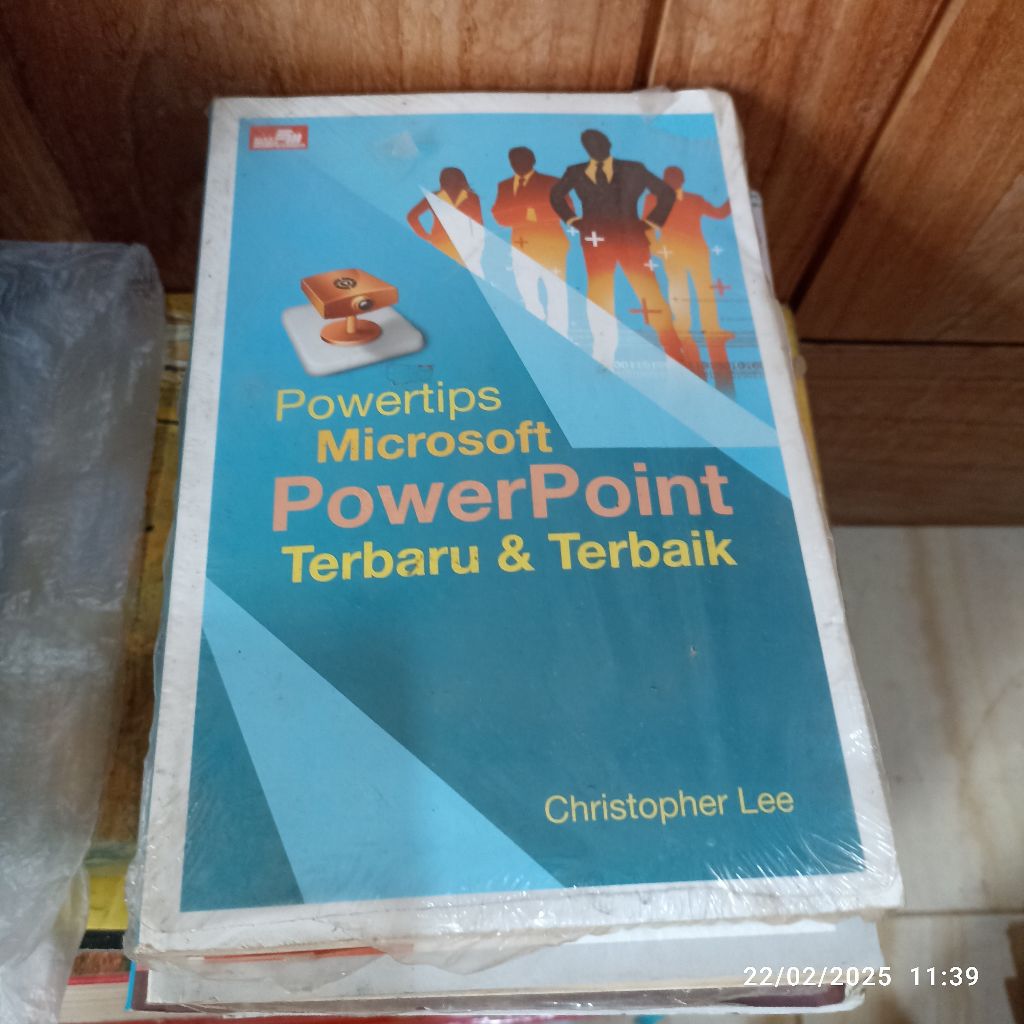 Powertips
Microsoft
PowerPoint
Terbaru & Terbaik
Christopher Lee
22/02/2025 11:39